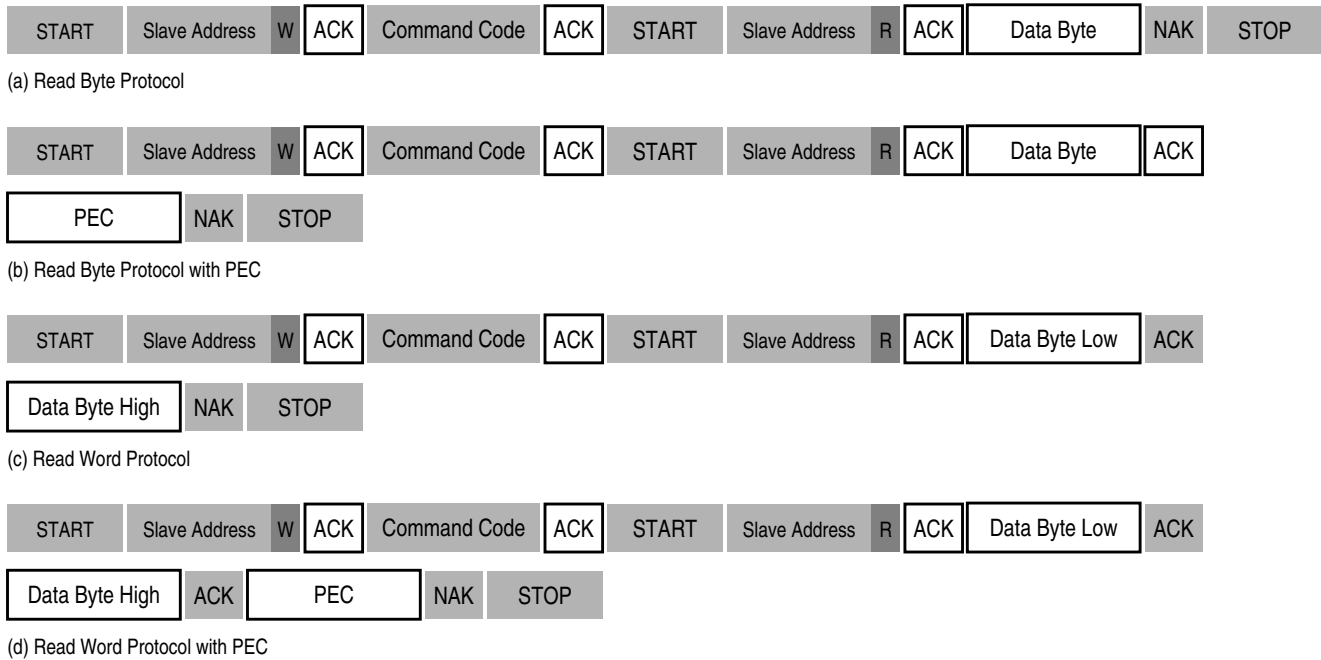 START Slave Address W ACK Command Code ACK START Slave Address R ACK Data Byte NAK STOP
(a) Read Byte Protocol
START Slave Address W ACK Command Code ACK START Slave Address R ACK Data Byte ACK
PEC NAK STOP
(b) Read Byte Protocol with PEC
START Slave Address W ACK Command Code ACK START Slave Address R ACK Data Byte Low ACK
Data Byte High NAK STOP
(c) Read Word Protocol
START Slave Address W ACK Command Code ACK START Slave Address R ACK Data Byte Low ACK
Data Byte High ACK PEC NAK STOP
(d) Read Word Protocol with PEC